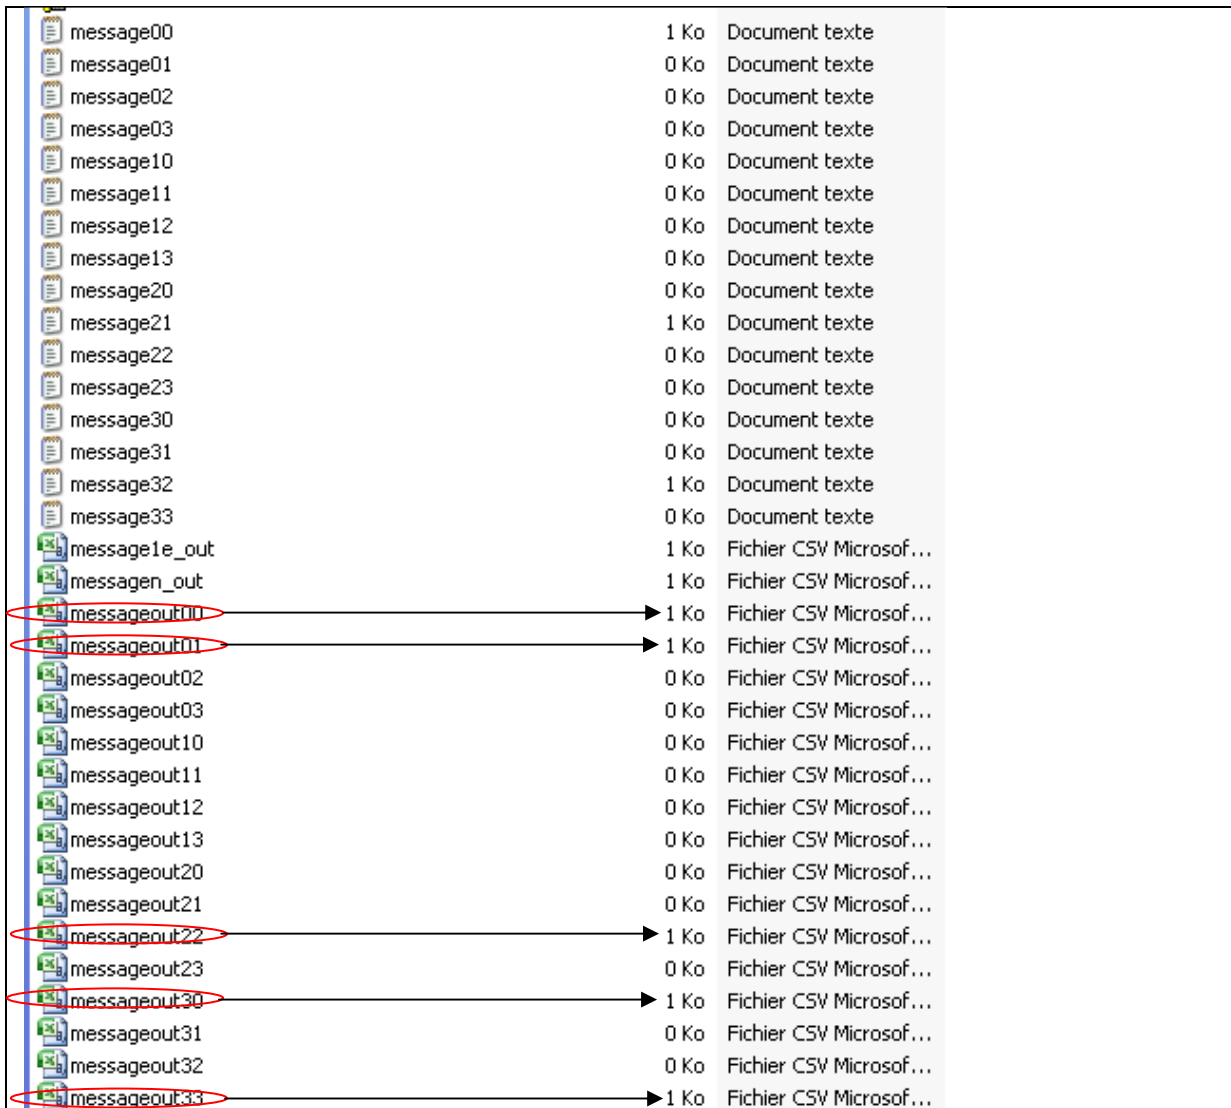 message00 1 Ko Document texte
message01 0 Ko Document texte
message02 0 Ko Document texte
message03 0 Ko Document texte
message10 0 Ko Document texte
message11 0 Ko Document texte
message12 0 Ko Document texte
message13 0 Ko Document texte
message20 0 Ko Document texte
message21 1 Ko Document texte
message22 0 Ko Document texte
message23 0 Ko Document texte
message30 0 Ko Document texte
message31 0 Ko Document texte
message32 1 Ko Document texte
message33 0 Ko Document texte
message1e_out 1 Ko Fichier CSV Microsof...
messagen_out 1 Ko Fichier CSV Microsof...
messageout00 1 Ko Fichier CSV Microsof...
messageout01 1 Ko Fichier CSV Microsof...
messageout02 0 Ko Fichier CSV Microsof...
messageout03 0 Ko Fichier CSV Microsof...
messageout10 0 Ko Fichier CSV Microsof...
messageout11 0 Ko Fichier CSV Microsof...
messageout12 0 Ko Fichier CSV Microsof...
messageout13 0 Ko Fichier CSV Microsof...
messageout20 0 Ko Fichier CSV Microsof...
messageout21 0 Ko Fichier CSV Microsof...
messageout22 1 Ko Fichier CSV Microsof...
messageout23 0 Ko Fichier CSV Microsof...
messageout30 1 Ko Fichier CSV Microsof...
messageout31 0 Ko Fichier CSV Microsof...
messageout32 0 Ko Fichier CSV Microsof...
messageout33 1 Ko Fichier CSV Microsof...